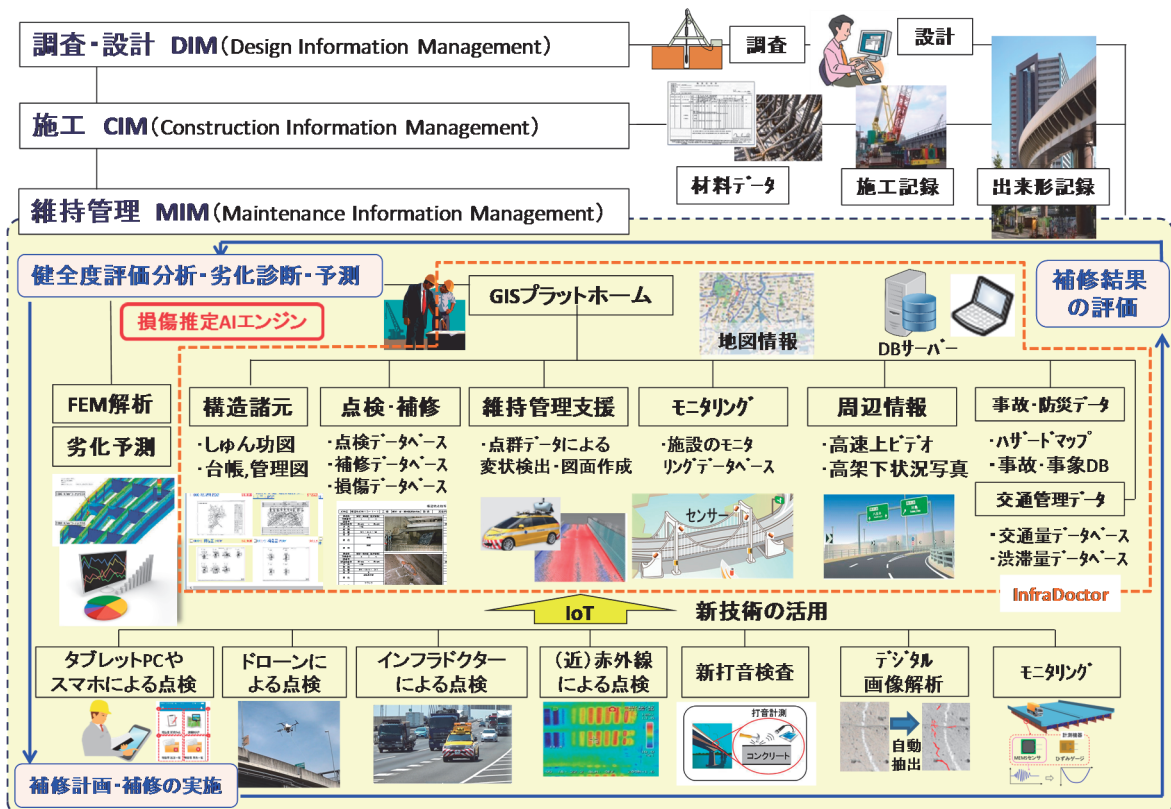 調査・設計 DIM(Design Information Management)
調査
設計
施工 CIM(Construction Information Management)
材料データ
施工記録
出来形記録
維持管理 MIM(Maintenance Information Management)
健全度評価分析・劣化診断・予測
損傷推定AIエンジン
GISプラットホーム
地図情報
DBサーバー
補修結果
の評価
FEM解析
劣化予測
構造諸元
・しゅん功図
・台帳,管理図
点検・補修
・点検データベース
・補修データベース
・損傷データベース
維持管理支援
・点群データによる
変状検出・図面作成
モニタリング
・施設のモニタ
リングデータベース
センサー
周辺情報
・高速上ビデオ
・高架下状況写真
事故・防災データ
・ハザードマップ
・事故・事象DB
交通管理データ
・交通量データベース
・渋滞量データベース
InfraDoctor
IoT
新技術の活用
タブレットPCや
スマホによる点検
ドローンに
よる点検
インフラドクター
による点検
(近)赤外線
による点検
新打音検査
打音計測
コンクリート
デジタル
画像解析
自動
抽出
モニタリング
計測機器
MEMSセンサ
ひずみゲージ
補修計画・補修の実施